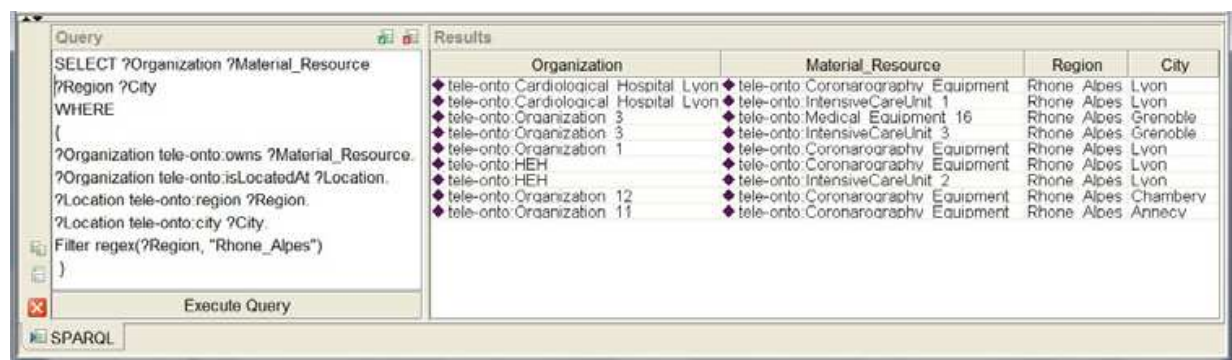 Query
SELECT ?Organization ?Material_Resource
?Region ?City
WHERE
{
?Organization tele-onto:owns ?Material_Resource.
?Organization tele-onto:isLocatedAt ?Location.
?Location tele-onto:region ?Region.
?Location tele-onto:city ?City.
Filter regex(?Region, "Rhone_Alpes")
}
Execute Query
Results
Organization Material_Resource Region City
tele-onto:Cardiological_Hospital_Lyon tele-onto:Coronarography_Equipment Rhone_Alpes Lyon
tele-onto:Cardiological_Hospital_Lyon tele-onto:IntensiveCareUnit_1 Rhone_Alpes Lyon
tele-onto:Organization_3 tele-onto:Medical_Equipment_16 Rhone_Alpes Grenoble
tele-onto:Organization_3 tele-onto:IntensiveCareUnit_3 Rhone_Alpes Grenoble
tele-onto:Organization_1 tele-onto:Coronarography_Equipment Rhone_Alpes Lyon
tele-onto:HEH tele-onto:Coronarography_Equipment Rhone_Alpes Lyon
tele-onto:HEH tele-onto:IntensiveCareUnit_2 Rhone_Alpes Lyon
tele-onto:Organization_12 tele-onto:Coronarography_Equipment Rhone_Alpes Chambery
tele-onto:Organization_11 tele-onto:Coronarography_Equipment Rhone_Alpes Annecy
SPARQL